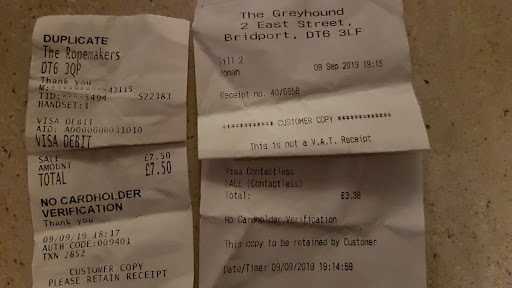 DUPLICATE
The Ropemakers
DT6 3QP
Thank you
M:**********43115
TID:****5494 S22383
HANDSET:1
VISA DEBIT
AID: A0000000031010
VISA DEBIT
SALE £7.50
AMOUNT
TOTAL £7.50
NO CARDHOLDER
VERIFICATION
Thank you
09/09/19 18:17
AUTH CODE:009401
TXN 2852
CUSTOMER COPY
PLEASE RETAIN RECEIPT
The Greyhound
2 East Street,
Bridport, DT6 3LF
Till 2
Jonah 09 Sep 2019 19:15
Receipt no. 40/6558
************ CUSTOMER COPY ************
This is not a V.A.T. Receipt
Visa Contactless
SALE (Contactless)
Total: £3.38
No Cardholder Verification
This copy to be retained by Customer
Date/Time: 09/09/2019 19:14:58